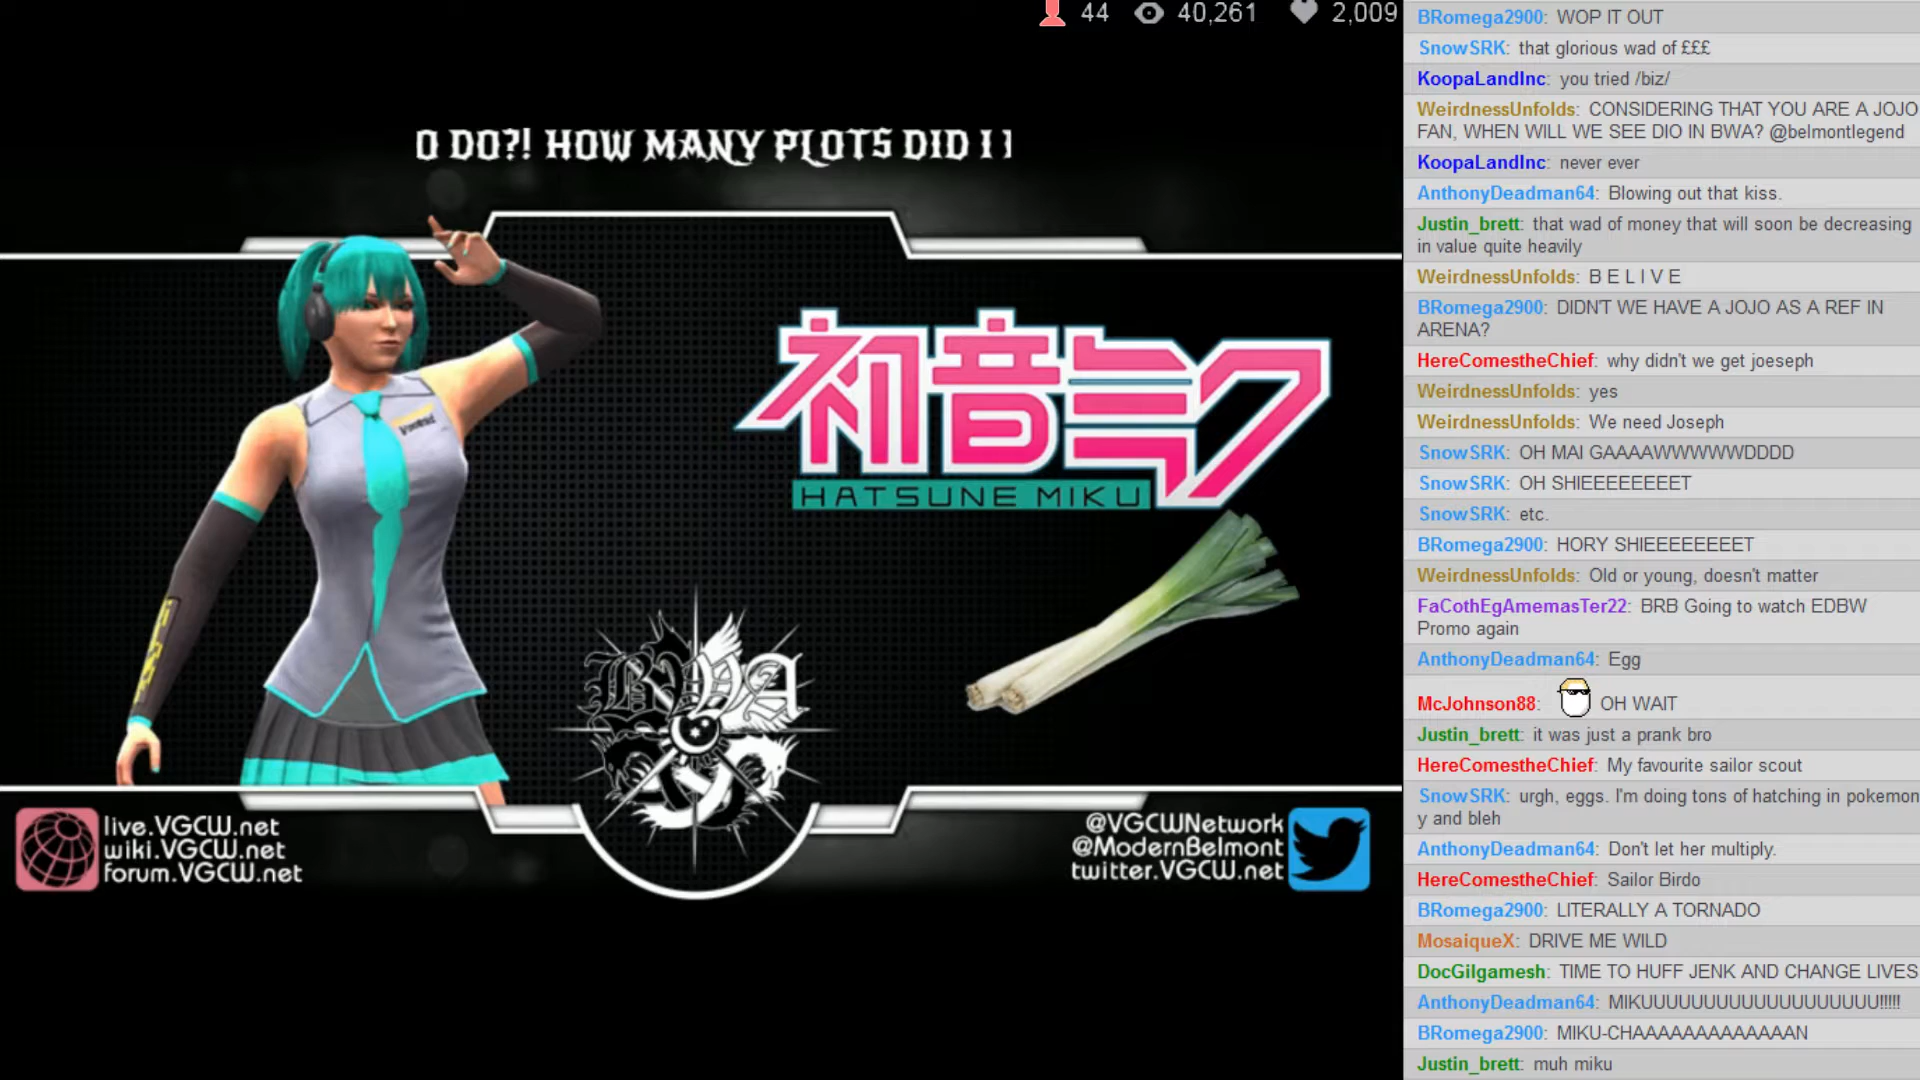 44 40,261 2,009
O DO?! HOW MANY PLOTS DID I
初音ミク
HATSUNE MIKU
BWA
live.VGCW.net
wiki.VGCW.net
forum.VGCW.net
@VGCWNetwork
@ModernBelmont
twitter.VGCW.net
BRomega2900: WOP IT OUT
SnowSRK: that glorious wad of £££
KoopaLandInc: you tried /biz/
WeirdnessUnfolds: CONSIDERING THAT YOU ARE A JOJO
FAN, WHEN WILL WE SEE DIO IN BWA? @belmontlegend
KoopaLandInc: never ever
AnthonyDeadman64: Blowing out that kiss.
Justin_brett: that wad of money that will soon be decreasing
in value quite heavily
WeirdnessUnfolds: B E L I V E
BRomega2900: DIDN'T WE HAVE A JOJO AS A REF IN
ARENA?
HereComestheChief: why didn't we get joeseph
WeirdnessUnfolds: yes
WeirdnessUnfolds: We need Joseph
SnowSRK: OH MAI GAAAAWWWWWDDDD
SnowSRK: OH SHIEEEEEEEET
SnowSRK: etc.
BRomega2900: HORY SHIEEEEEEEET
WeirdnessUnfolds: Old or young, doesn't matter
FaCothEgAmemasTer22: BRB Going to watch EDBW
Promo again
AnthonyDeadman64: Egg
McJohnson88: OH WAIT
Justin_brett: it was just a prank bro
HereComestheChief: My favourite sailor scout
SnowSRK: urgh, eggs. I'm doing tons of hatching in pokemon
y and bleh
AnthonyDeadman64: Don't let her multiply.
HereComestheChief: Sailor Birdo
BRomega2900: LITERALLY A TORNADO
MosaiqueX: DRIVE ME WILD
DocGilgamesh: TIME TO HUFF JENK AND CHANGE LIVES
AnthonyDeadman64: MIKUUUUUUUUUUUUUUUUUUU!!!!!
BRomega2900: MIKU-CHAAAAAAAAAAAAAN
Justin_brett: muh miku